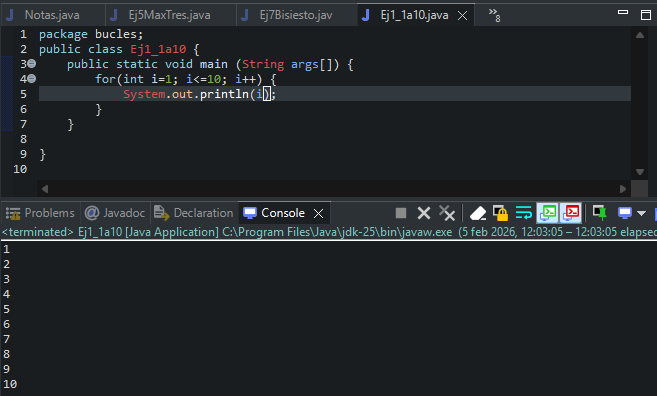 Notas.java Ej5MaxTres.java Ej7Bisiesto.jav Ej1_1a10.java »8
1 package bucles;
2 public class Ej1_1a10 {
3 public static void main (String args[]) {
4 for(int i=1; i<=10; i++) {
5 System.out.println(i);
6 }
7 }
8
9 }
10
Problems Javadoc Declaration Console
<terminated> Ej1_1a10 [Java Application] C:\Program Files\Java\jdk-25\bin\javaw.exe (5 feb 2026, 12:03:05 – 12:03:05 elapsed
1
2
3
4
5
6
7
8
9
10